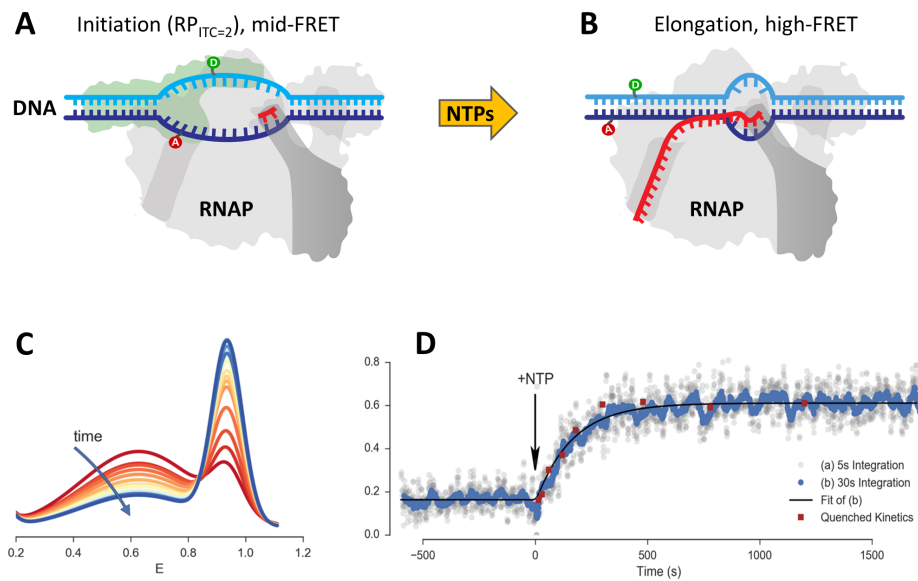 A
Initiation (RP_ITC=2), mid-FRET
B
Elongation, high-FRET
D
DNA
A
RNAP
NTPs
D
A
RNAP
C
time
0.2 0.4 0.6 0.8 1.0 1.2
E
D
0.8
0.6
0.4
0.2
0.0
+NTP
(a) 5s Integration
(b) 30s Integration
Fit of (b)
Quenched Kinetics
−500 0 500 1000 1500
Time (s)